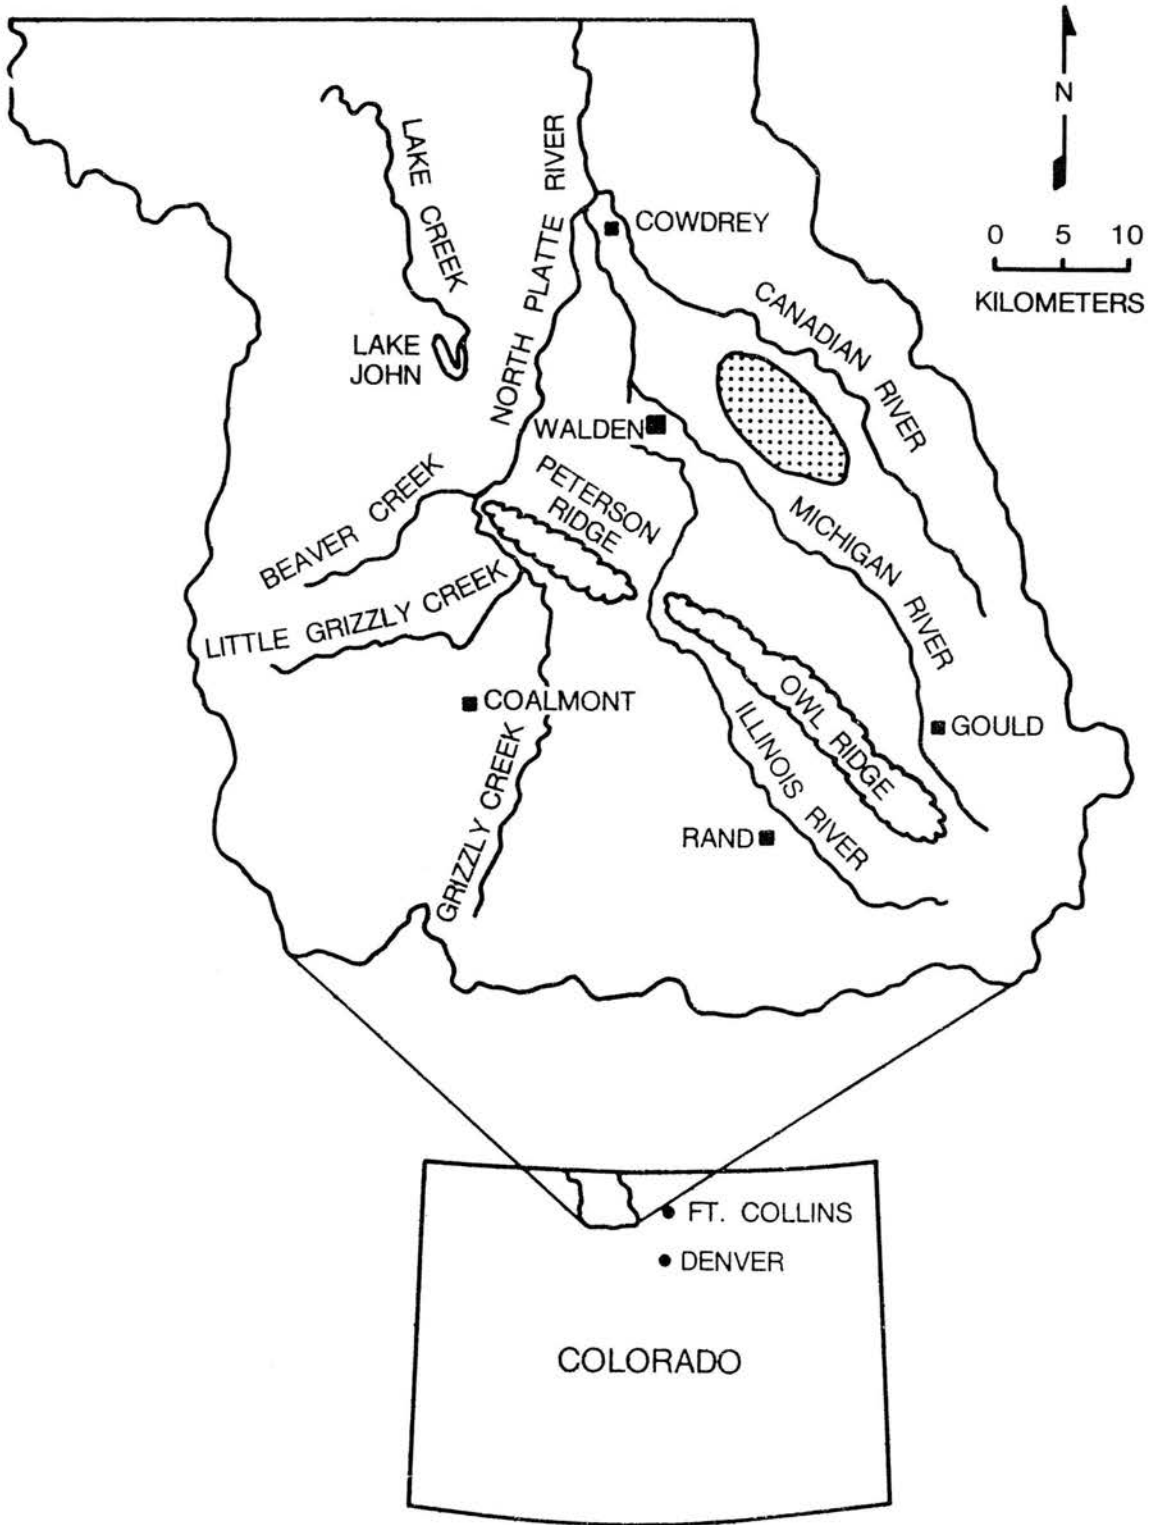 N
0 5 10
KILOMETERS
LAKE CREEK
NORTH PLATTE RIVER
COWDREY
CANADIAN RIVER
LAKE
JOHN
WALDEN
PETERSON
RIDGE
BEAVER CREEK
MICHIGAN RIVER
LITTLE GRIZZLY CREEK
COALMONT
OWL RIDGE
ILLINOIS RIVER
GOULD
GRIZZLY CREEK
RAND
FT. COLLINS
DENVER
COLORADO